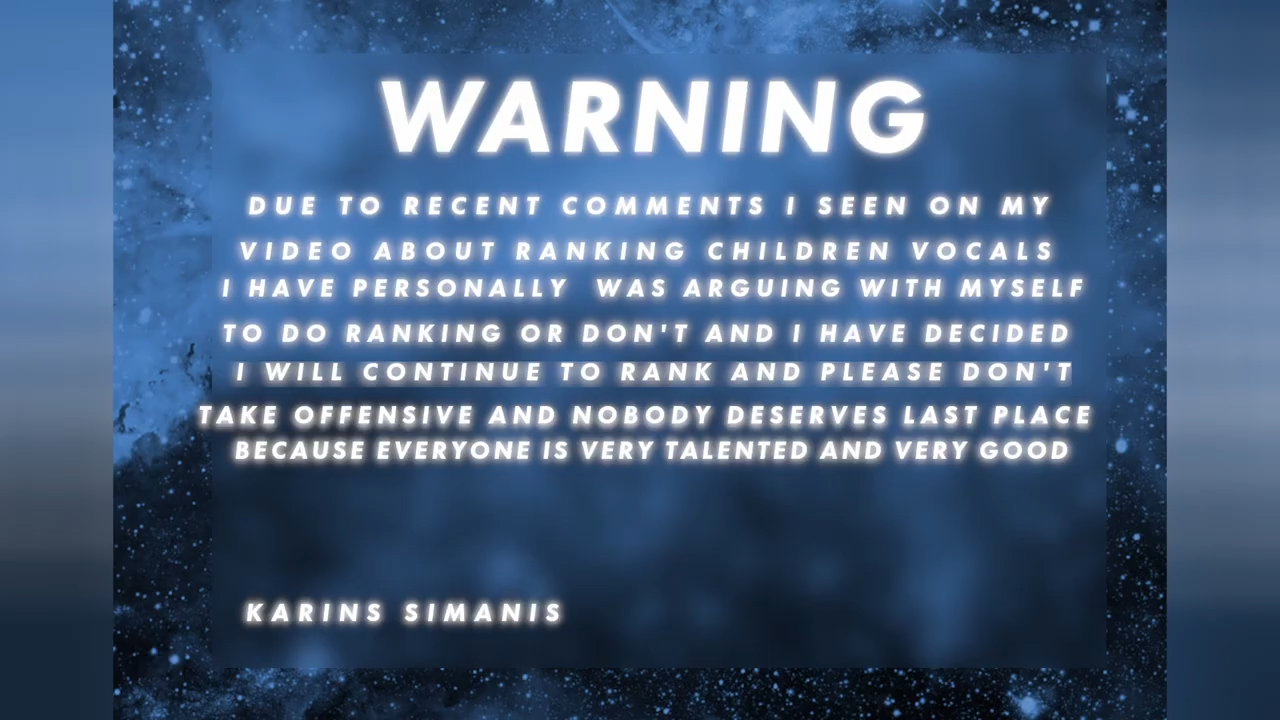 WARNING
DUE TO RECENT COMMENTS I SEEN ON MY
VIDEO ABOUT RANKING CHILDREN VOCALS
I HAVE PERSONALLY WAS ARGUING WITH MYSELF
TO DO RANKING OR DON'T AND I HAVE DECIDED
I WILL CONTINUE TO RANK AND PLEASE DON'T
TAKE OFFENSIVE AND NOBODY DESERVES LAST PLACE
BECAUSE EVERYONE IS VERY TALENTED AND VERY GOOD
KARINS SIMANIS